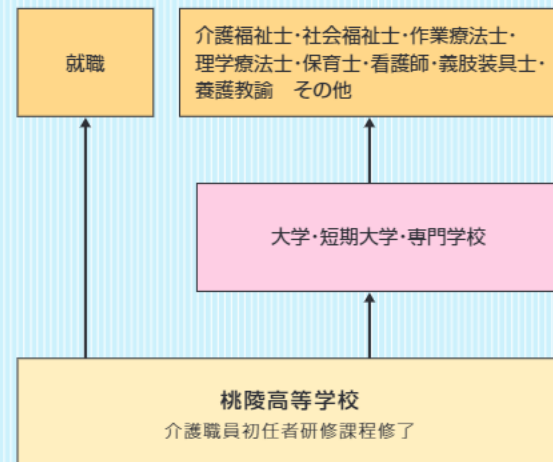 就職
介護福祉士・社会福祉士・作業療法士・
理学療法士・保育士・看護師・義肢装具士・
養護教諭　その他
大学・短期大学・専門学校
桃陵高等学校
介護職員初任者研修課程修了